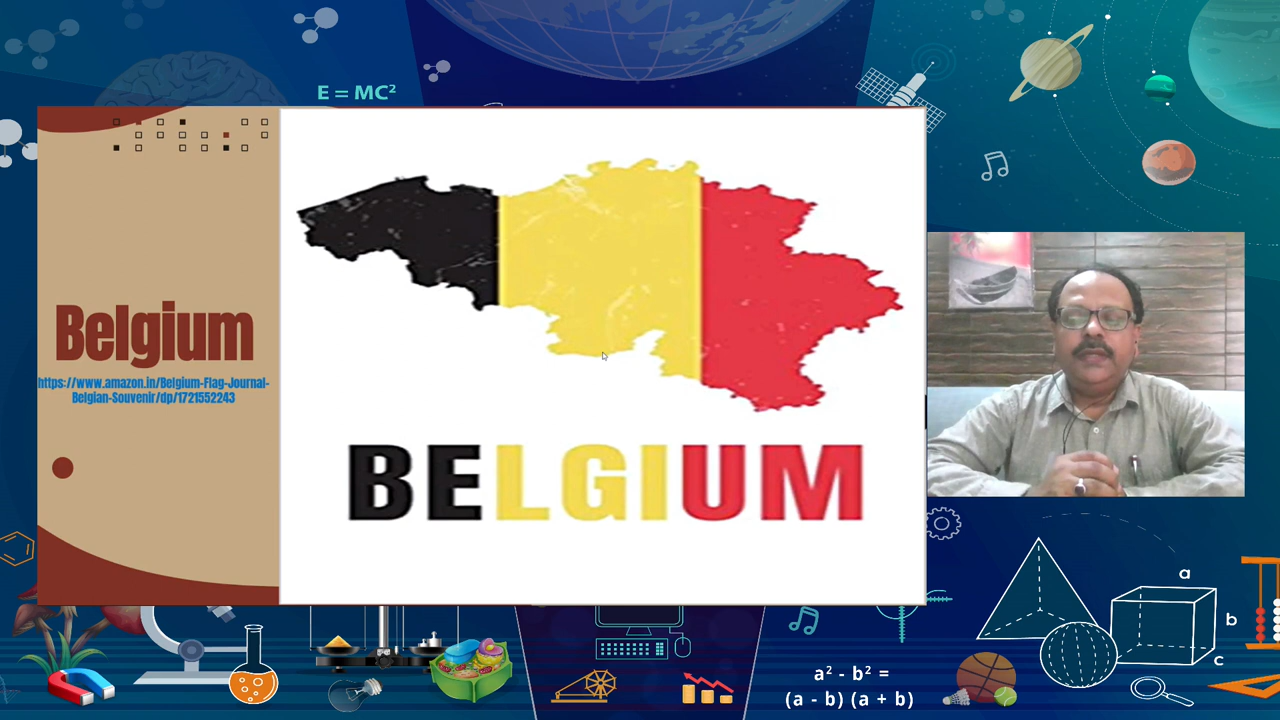 E = MC²
Belgium
https://www.amazon.in/Belgium-Flag-Journal-
Belgian-Souvenir/dp/1721552243
BELGIUM
a
b
c
a² - b² =
(a - b) (a + b)